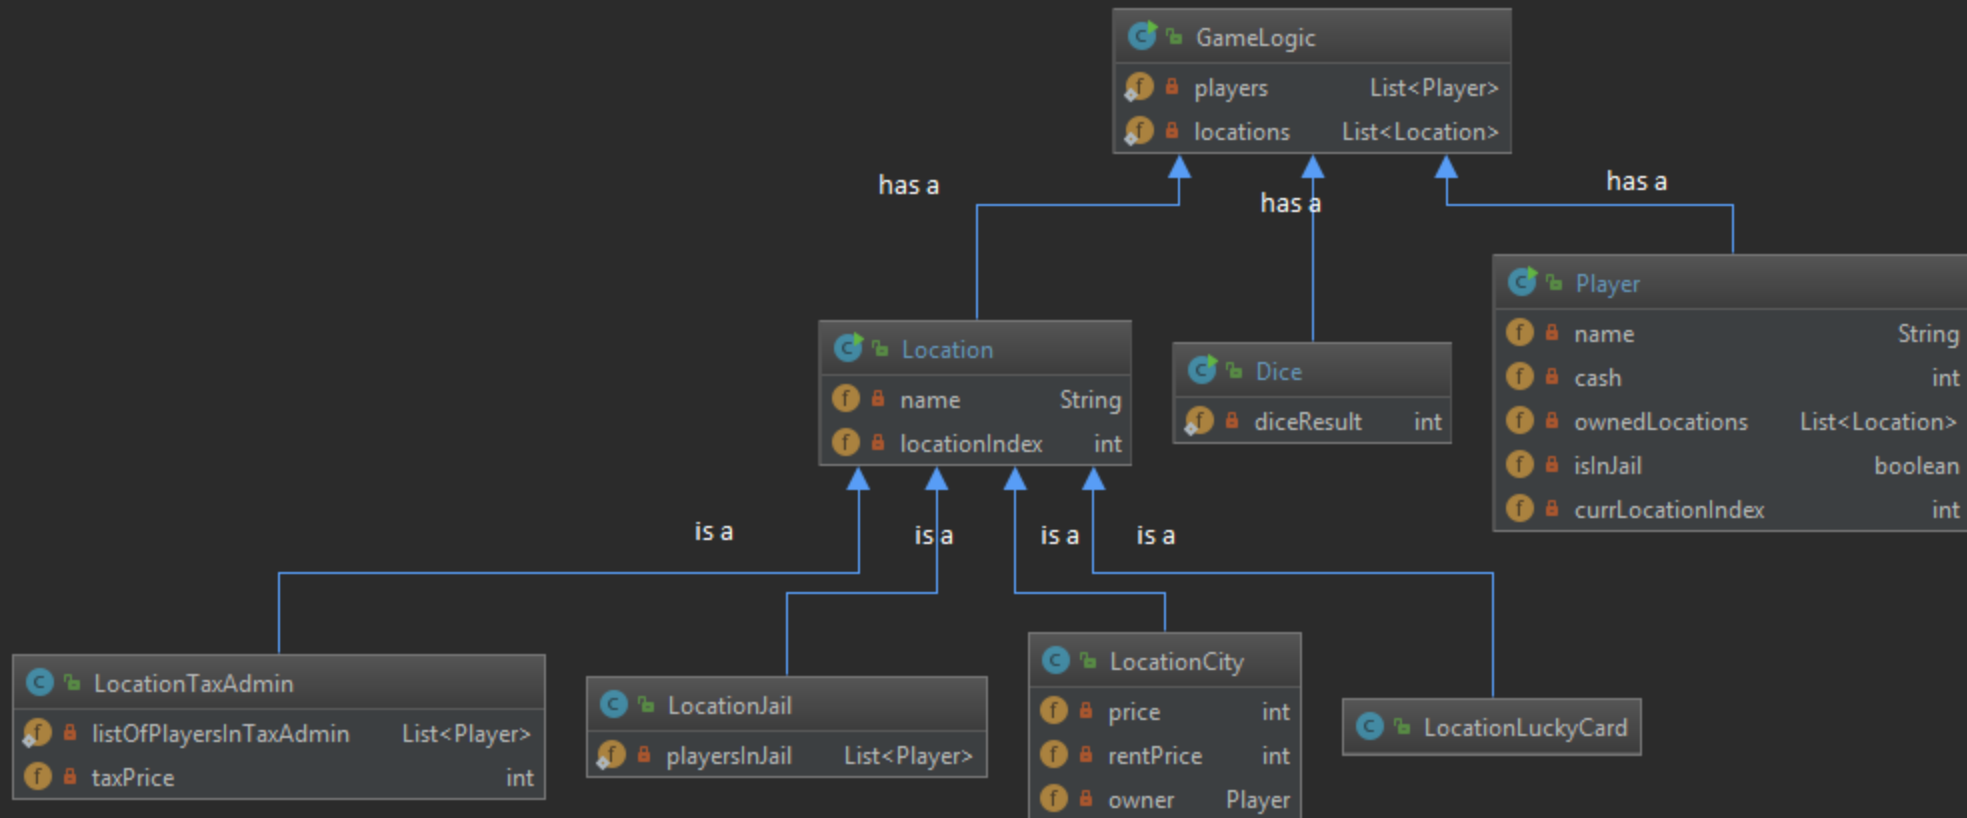 GameLogic
players List<Player>
locations List<Location>
has a
has a
has a
Player
name String
cash int
ownedLocations List<Location>
isInJail boolean
currLocationIndex int
Location
name String
locationIndex int
Dice
diceResult int
is a
is a
is a
is a
LocationTaxAdmin
listOfPlayersInTaxAdmin List<Player>
taxPrice int
LocationJail
playersInJail List<Player>
LocationCity
price int
rentPrice int
owner Player
LocationLuckyCard